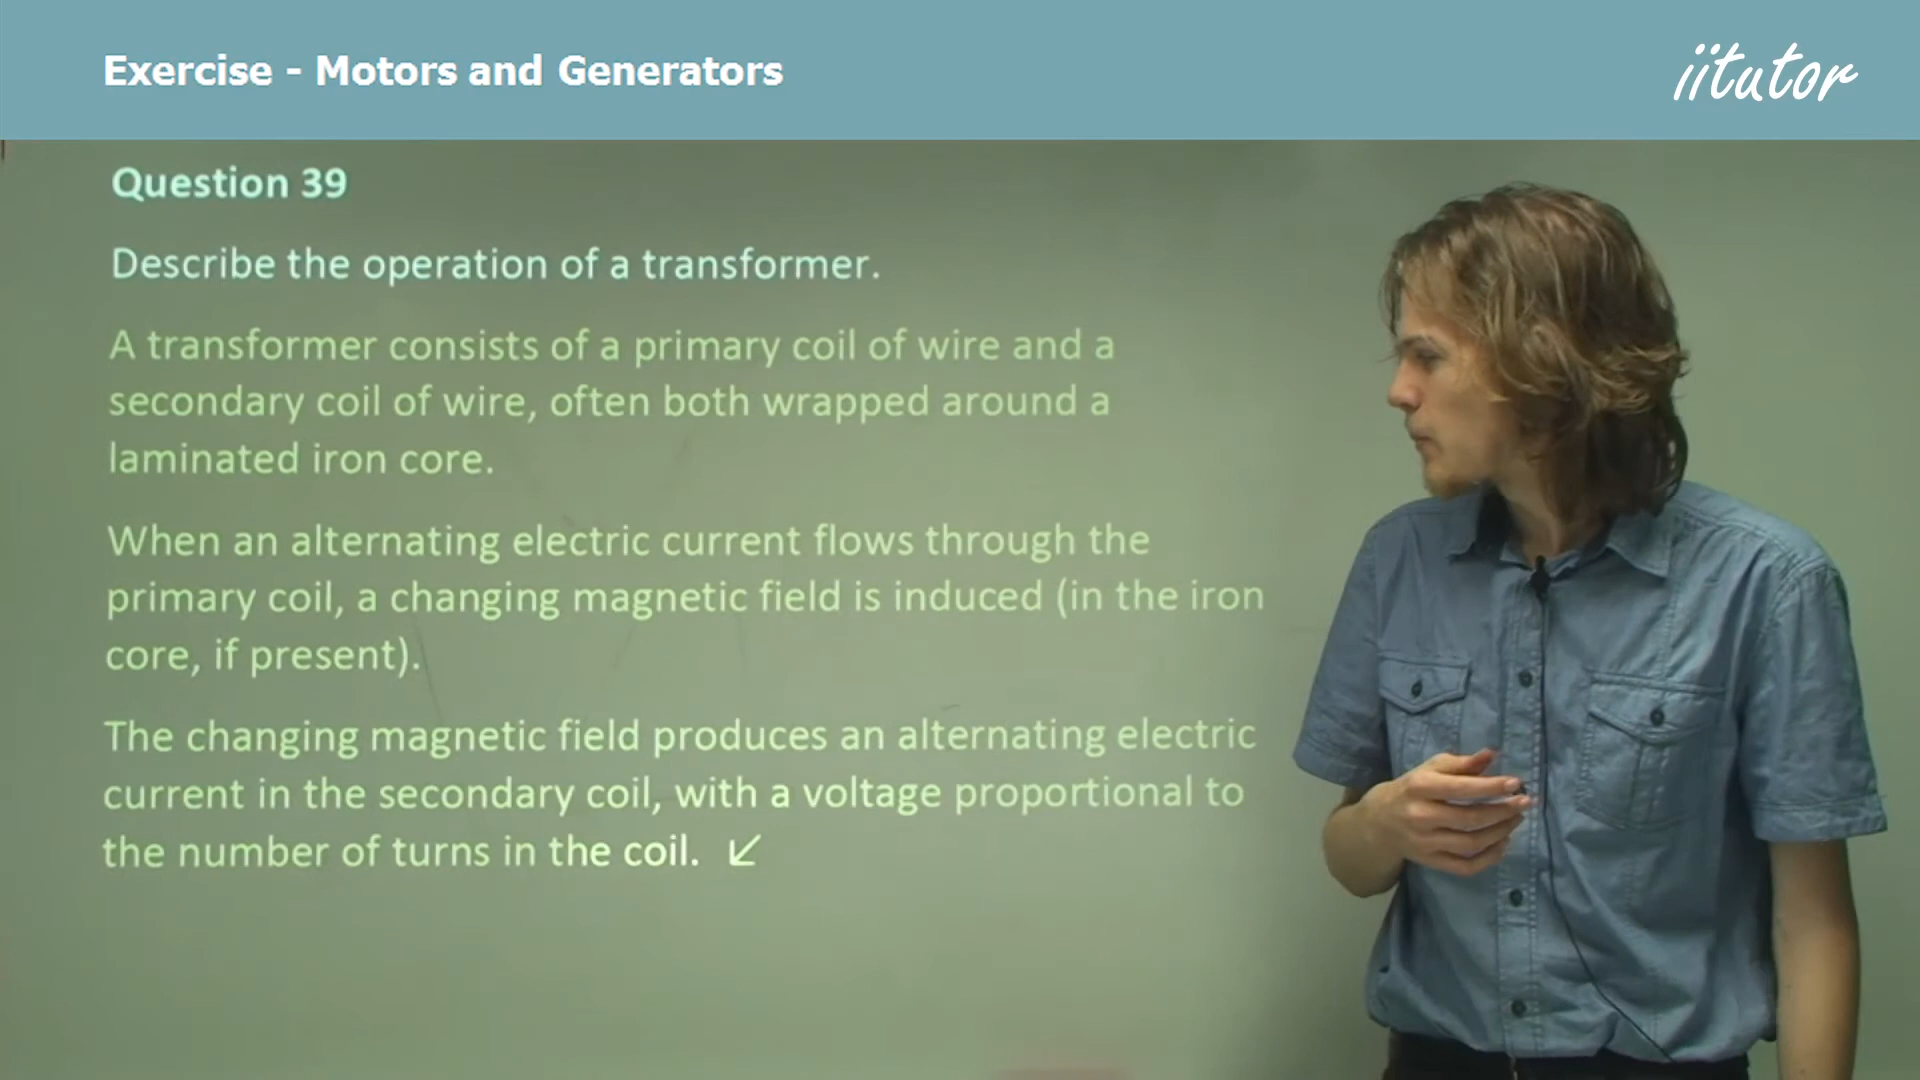 Exercise - Motors and Generators
iitutor
Question 39
Describe the operation of a transformer.
A transformer consists of a primary coil of wire and a
secondary coil of wire, often both wrapped around a
laminated iron core.
When an alternating electric current flows through the
primary coil, a changing magnetic field is induced (in the iron
core, if present).
The changing magnetic field produces an alternating electric
current in the secondary coil, with a voltage proportional to
the number of turns in the coil. ↙